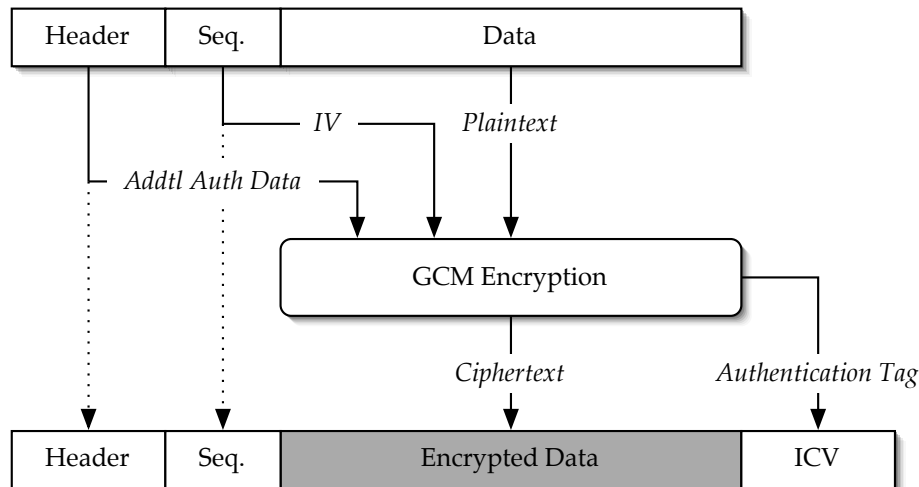 Header Seq. Data
IV Plaintext
Addtl Auth Data
GCM Encryption
Ciphertext Authentication Tag
Header Seq. Encrypted Data ICV